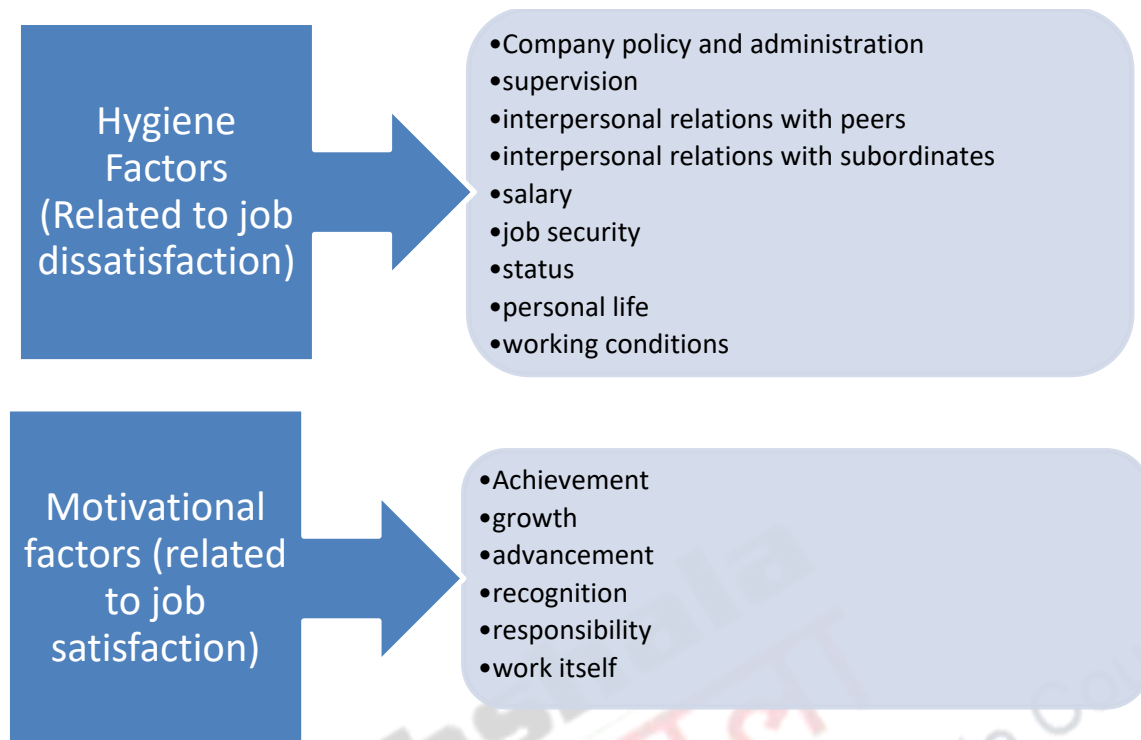 Hygiene
Factors
(Related to job
dissatisfaction)
•Company policy and administration
•supervision
•interpersonal relations with peers
•interpersonal relations with subordinates
•salary
•job security
•status
•personal life
•working conditions
Motivational
factors (related
to job
satisfaction)
•Achievement
•growth
•advancement
•recognition
•responsibility
•work itself